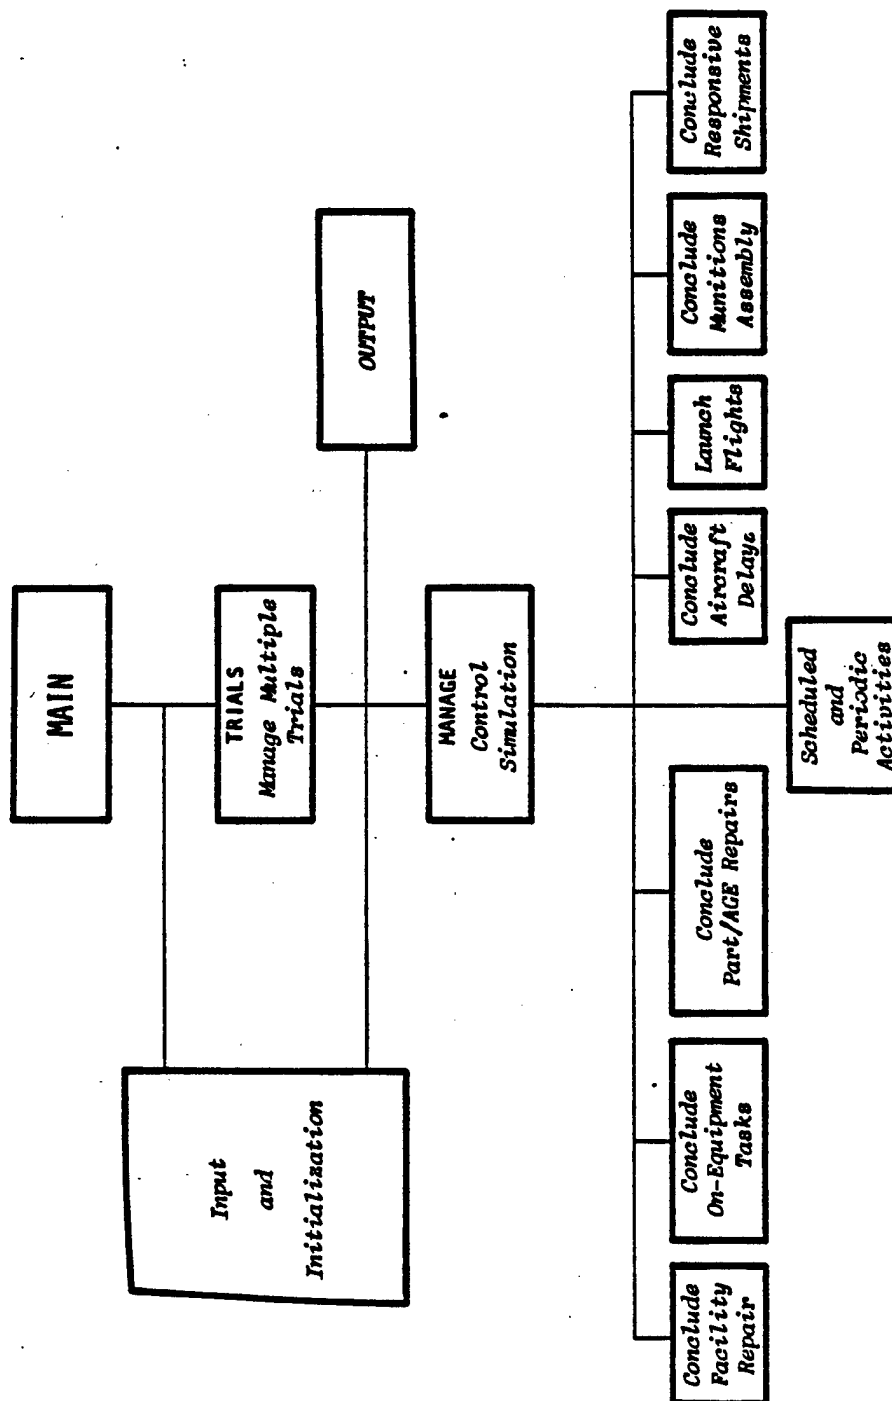 MAIN
Input
and
Initialization
TRIALS
Manage Multiple
Trials
OUTPUT
MANAGE
Control
Simulation
Conclude
Facility
Repair
Conclude
On-Equipment
Tasks
Conclude
Part/AGE Repairs
Conclude
Aircraft
Delays
Launch
Flights
Conclude
Munitions
Assembly
Conclude
Responsive
Shipments
Scheduled
and
Periodic
Activities